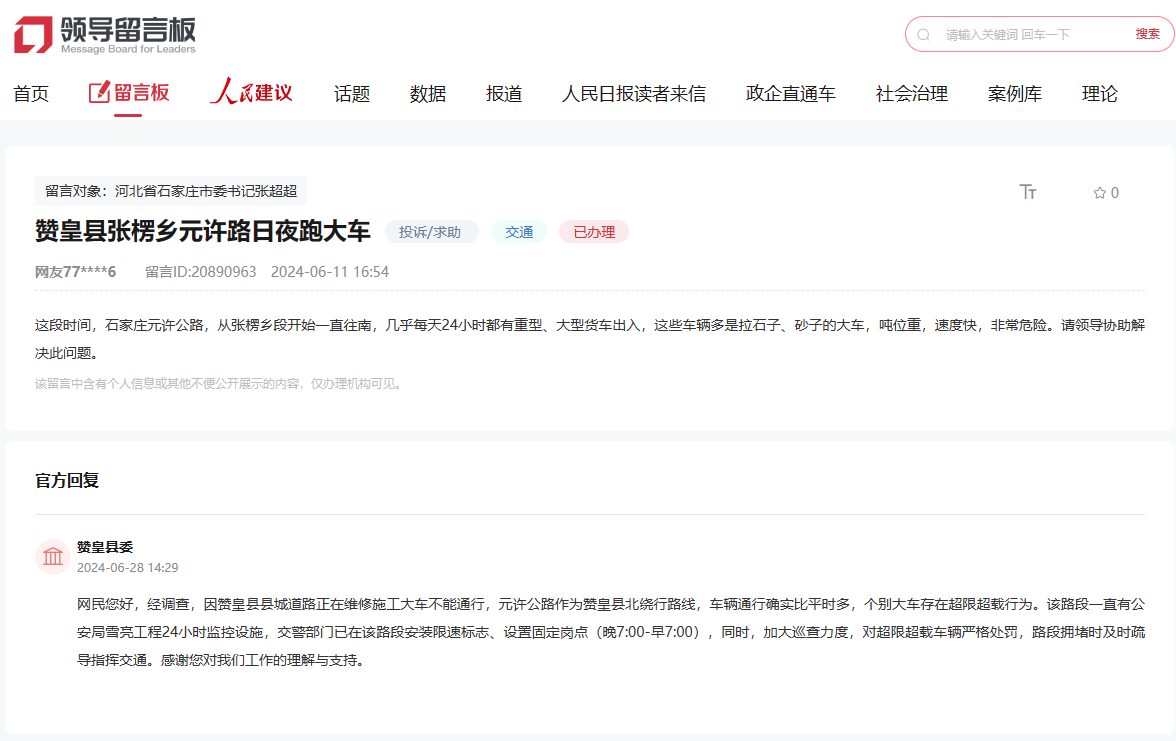 领导留言板
Message Board for Leaders
请输入关键词 回车一下
搜索
首页 留言板 人民建议 话题 数据 报道 人民日报读者来信 政企直通车 社会治理 案例库 理论
留言对象：河北省石家庄市委书记张超超
TT
0
赞皇县张楞乡元许路日夜跑大车 投诉/求助 交通 已办理
网友77****6 留言ID:20890963 2024-06-11 16:54
这段时间，石家庄元许公路，从张楞乡段开始一直往南，几乎每天24小时都有重型、大型货车出入，这些车辆多是拉石子、砂子的大车，吨位重，速度快，非常危险。请领导协助解
决此问题。
该留言中含有个人信息或其他不便公开展示的内容，仅办理机构可见。
官方回复
赞皇县委
2024-06-28 14:29
网民您好，经调查，因赞皇县县城道路正在维修施工大车不能通行，元许公路作为赞皇县北绕行路线，车辆通行确实比平时多，个别大车存在超限超载行为。该路段一直有公
安局雪亮工程24小时监控设施，交警部门已在该路段安装限速标志、设置固定岗点（晚7:00-早7:00），同时，加大巡查力度，对超限超载车辆严格处罚，路段拥堵时及时疏
导指挥交通。感谢您对我们工作的理解与支持。